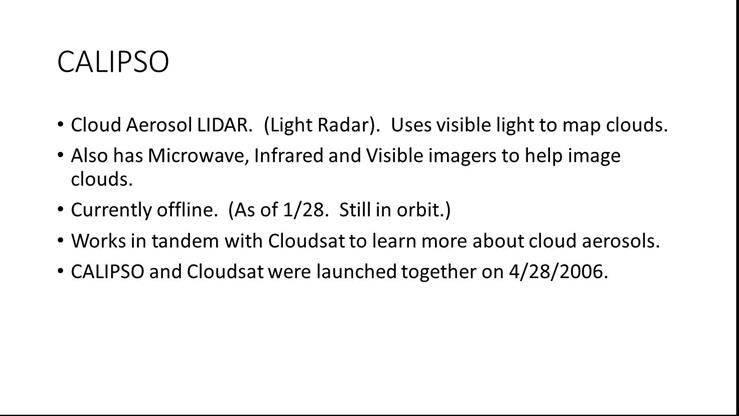 CALIPSO
• Cloud Aerosol LIDAR.  (Light Radar).  Uses visible light to map clouds.
• Also has Microwave, Infrared and Visible imagers to help image
clouds.
• Currently offline.  (As of 1/28.  Still in orbit.)
• Works in tandem with Cloudsat to learn more about cloud aerosols.
• CALIPSO and Cloudsat were launched together on 4/28/2006.